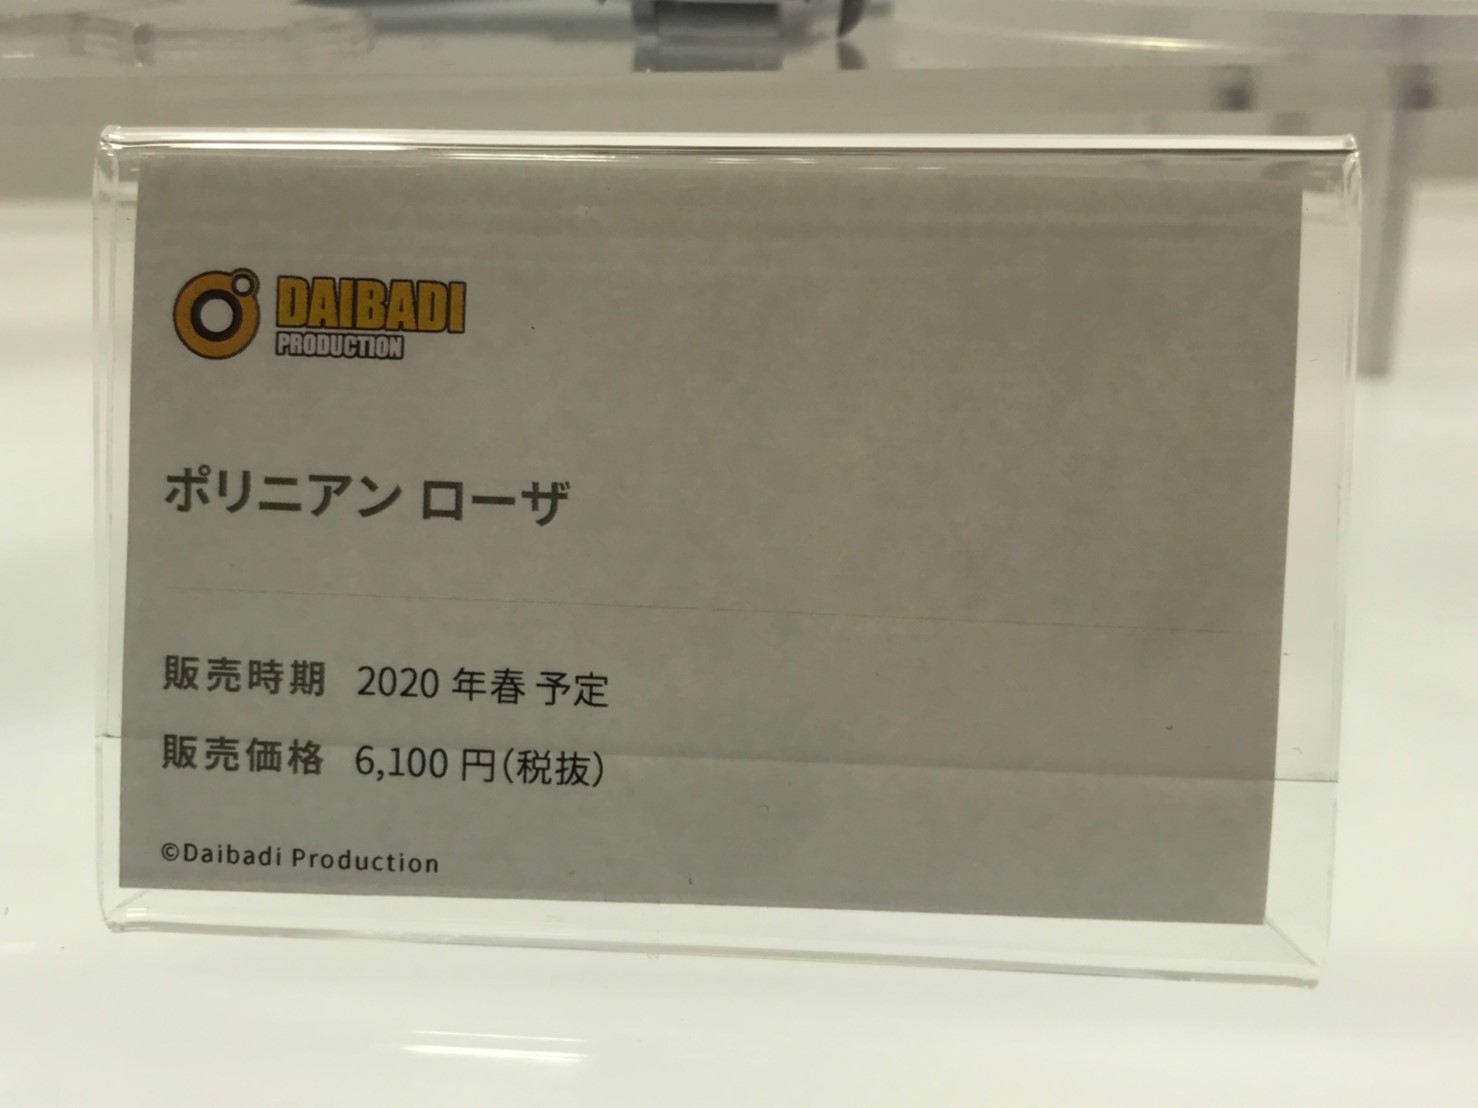 DAIBADI
PRODUCTION
ポリニアン ローザ
販売時期 2020 年春 予定
販売価格 6,100 円(税抜)
©Daibadi Production